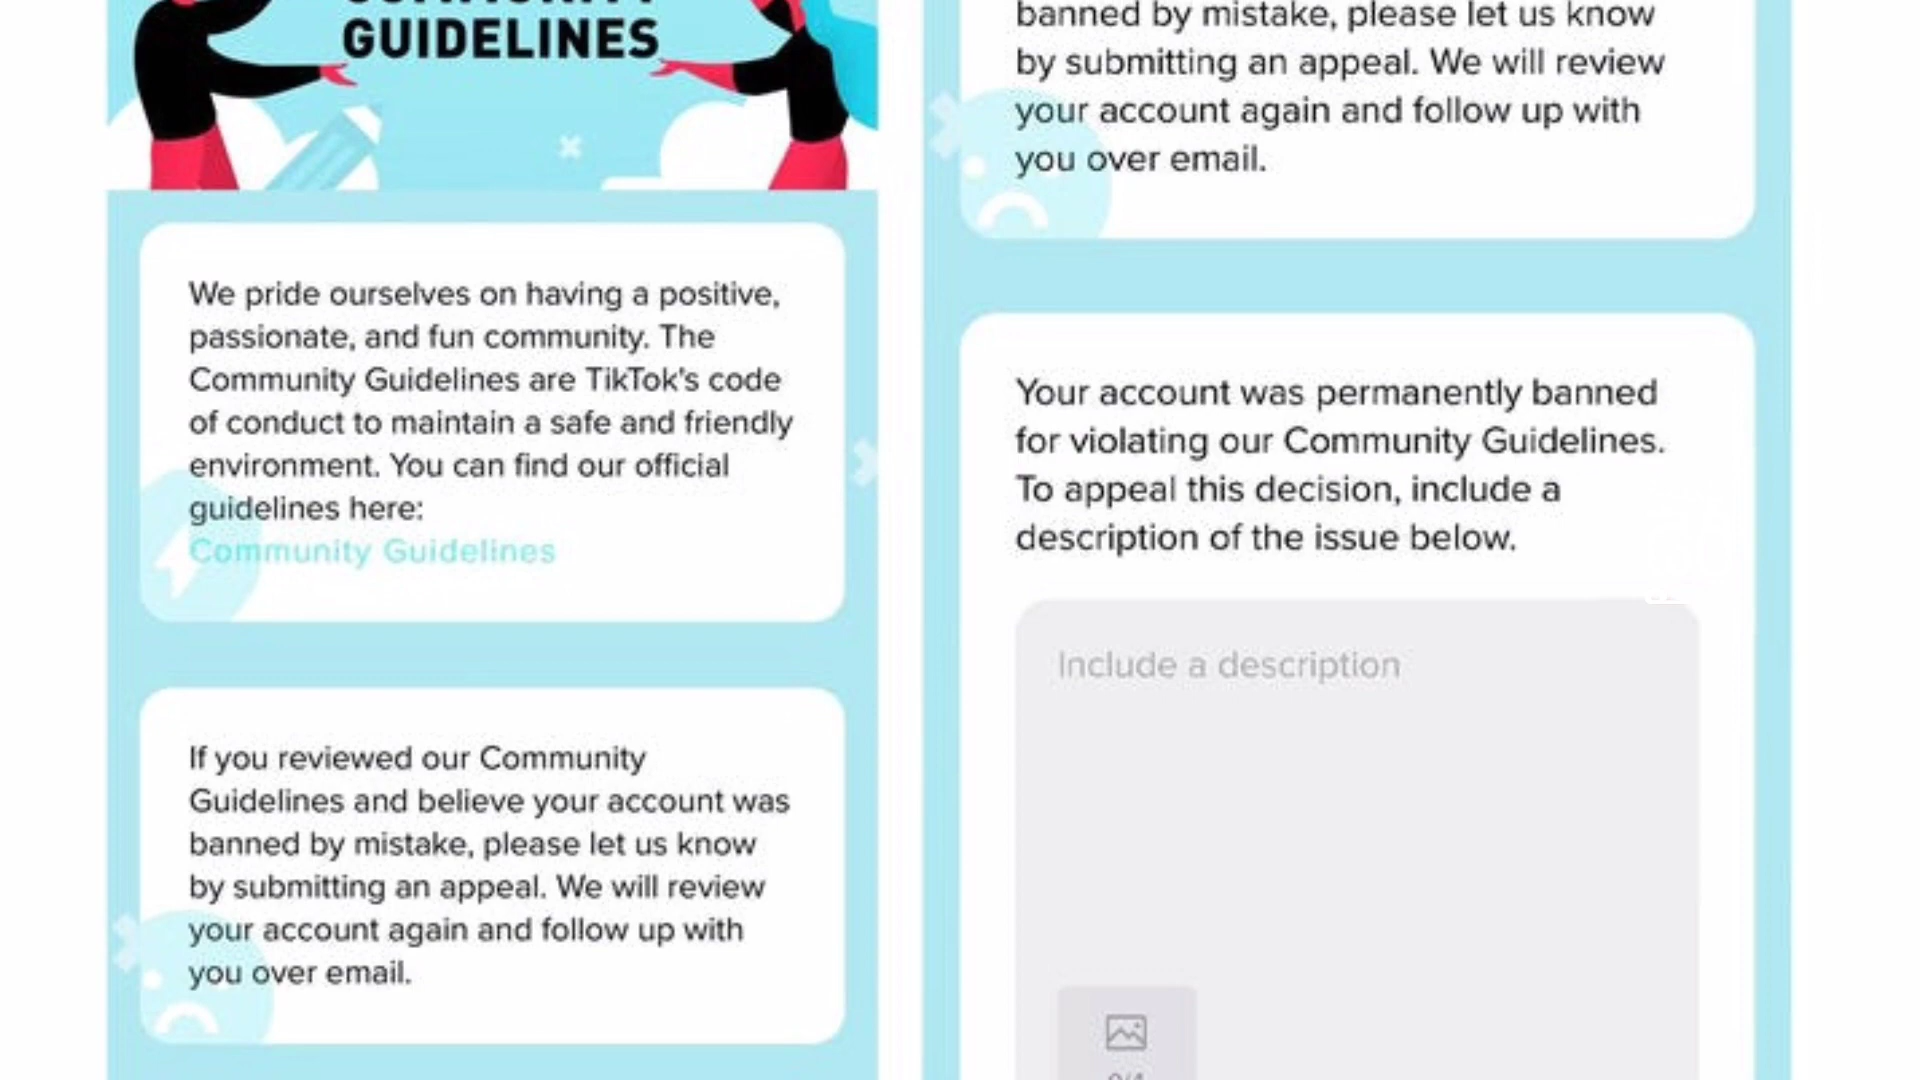 COMMUNITY
GUIDELINES
We pride ourselves on having a positive,
passionate, and fun community. The
Community Guidelines are TikTok's code
of conduct to maintain a safe and friendly
environment. You can find our official
guidelines here:
Community Guidelines
If you reviewed our Community
Guidelines and believe your account was
banned by mistake, please let us know
by submitting an appeal. We will review
your account again and follow up with
you over email.
banned by mistake, please let us know
by submitting an appeal. We will review
your account again and follow up with
you over email.
Your account was permanently banned
for violating our Community Guidelines.
To appeal this decision, include a
description of the issue below.
Include a description
0/4